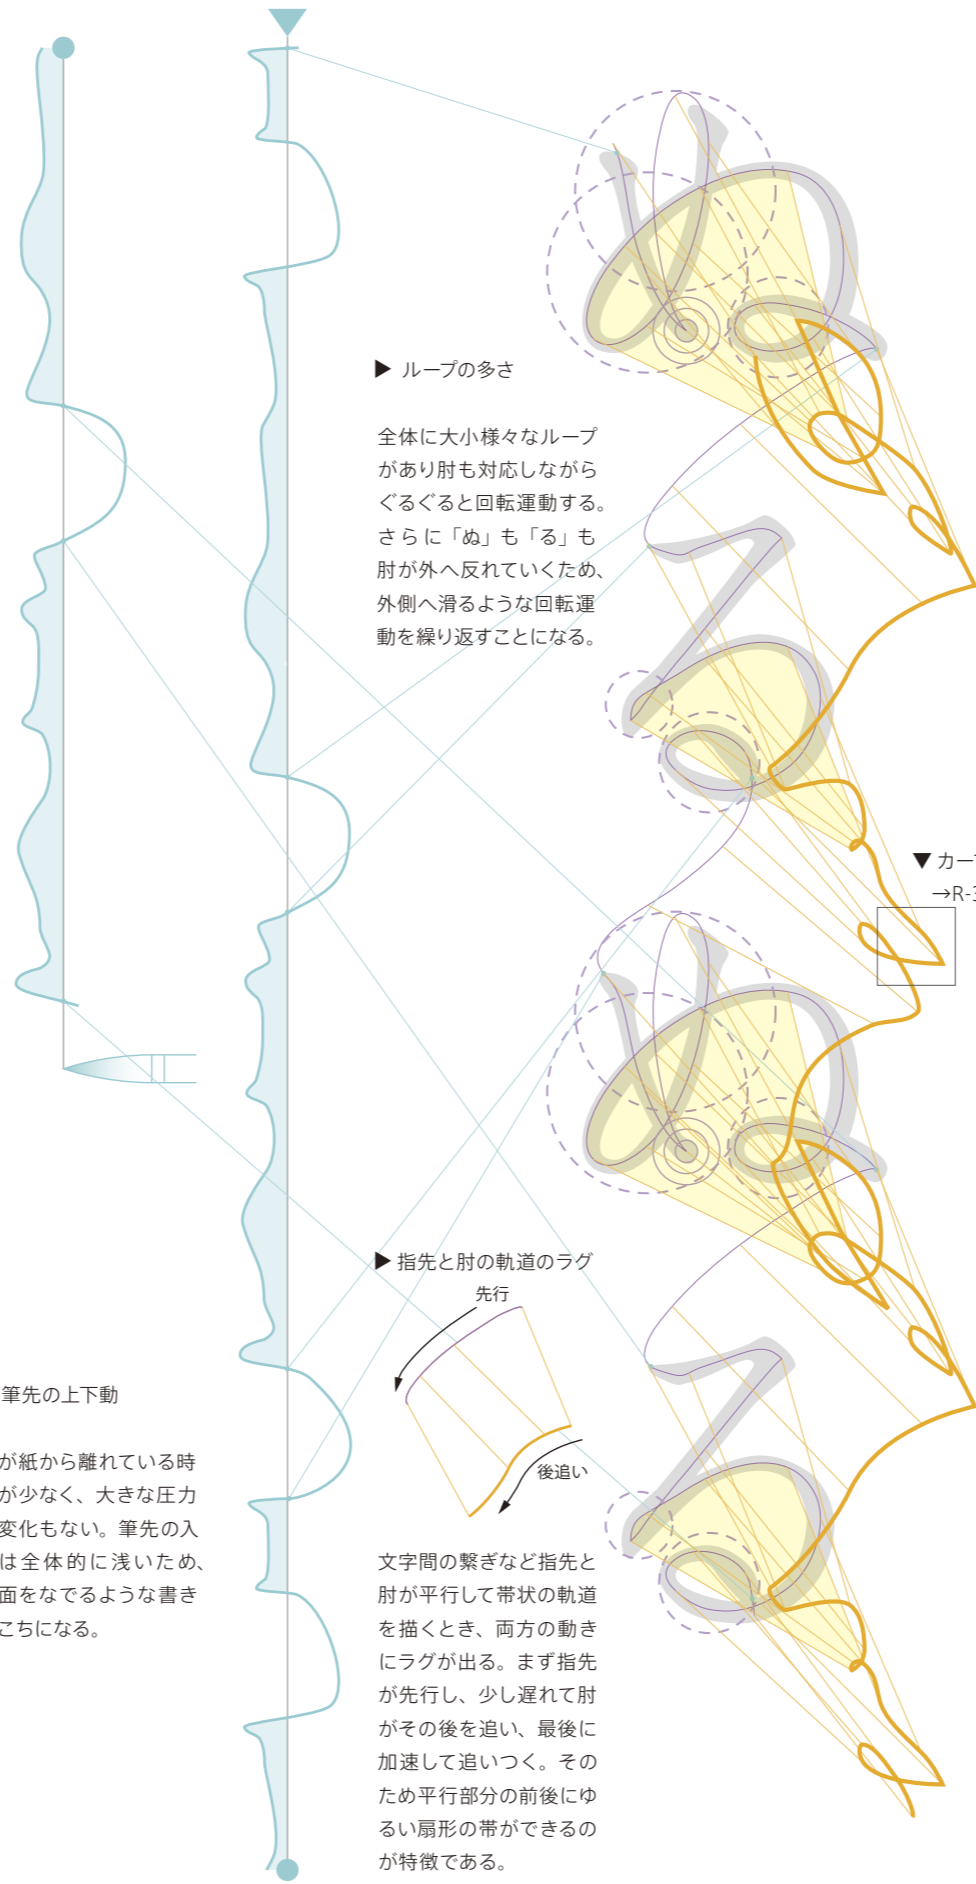 ▶ ループの多さ
全体に大小様々なループ
があり肘も対応しながら
ぐるぐると回転運動する。
さらに「ぬ」も「る」も
肘が外へ反れていくため、
外側へ滑るような回転運
動を繰り返すことになる。
▼ カー
→R-3
▶ 指先と肘の軌道のラグ
先行
後追い
文字間の繋ぎなど指先と
肘が平行して帯状の軌道
を描くとき、両方の動き
にラグが出る。まず指先
が先行し、少し遅れて肘
がその後を追い、最後に
加速して追いつく。その
ため平行部分の前後にゆ
るい扇形の帯ができるの
が特徴である。
筆先の上下動
が紙から離れている時
が少なく、大きな圧力
変化もない。筆先の入
は全体的に浅いため、
面をなでるような書き
こちになる。
ぬ
る
ぬ
る